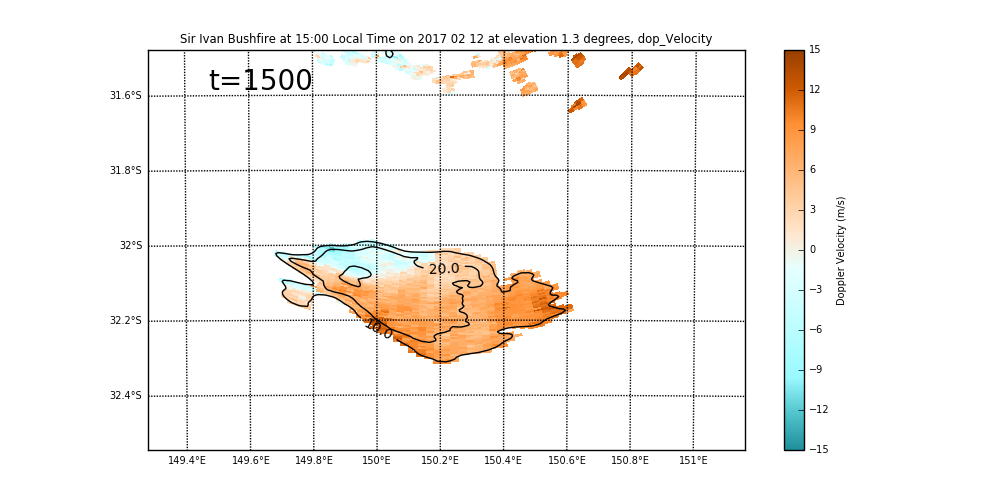 Sir Ivan Bushfire at 15:00 Local Time on 2017 02 12 at elevation 1.3 degrees, dop_Velocity
t=1500
31.6°S
31.8°S
32°S
32.2°S
32.4°S
20.0
10.0
149.4°E 149.6°E 149.8°E 150°E 150.2°E 150.4°E 150.6°E 150.8°E 151°E
15
12
9
6
3
0
−3
−6
−9
−12
−15
Doppler Velocity (m/s)